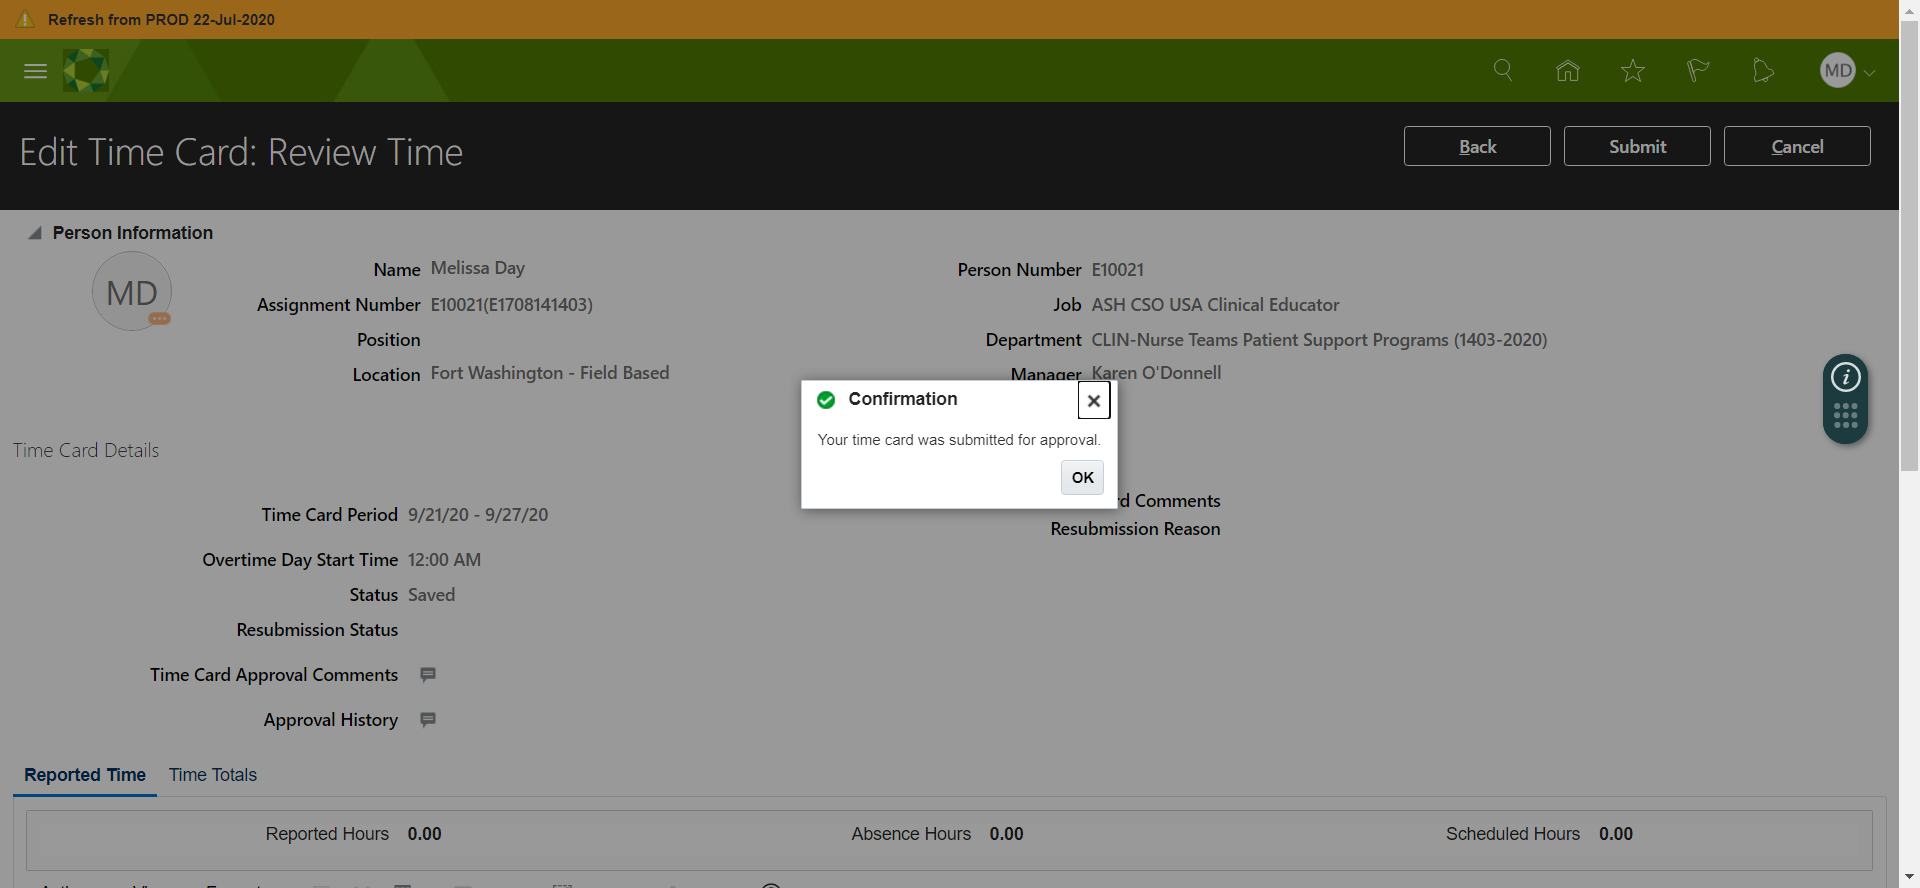 Refresh from PROD 22-Jul-2020
MD
Edit Time Card: Review Time
Back Submit Cancel
Person Information
MD
Name Melissa Day
Person Number E10021
Assignment Number E10021(E1708141403)
Job ASH CSO USA Clinical Educator
Position
Department CLIN-Nurse Teams Patient Support Programs (1403-2020)
Location Fort Washington - Field Based
Manager Karen O'Donnell
Confirmation
Your time card was submitted for approval.
OK
Time Card Details
d Comments
Time Card Period 9/21/20 - 9/27/20
Resubmission Reason
Overtime Day Start Time 12:00 AM
Status Saved
Resubmission Status
Time Card Approval Comments
Approval History
Reported Time Time Totals
Reported Hours 0.00 Absence Hours 0.00 Scheduled Hours 0.00